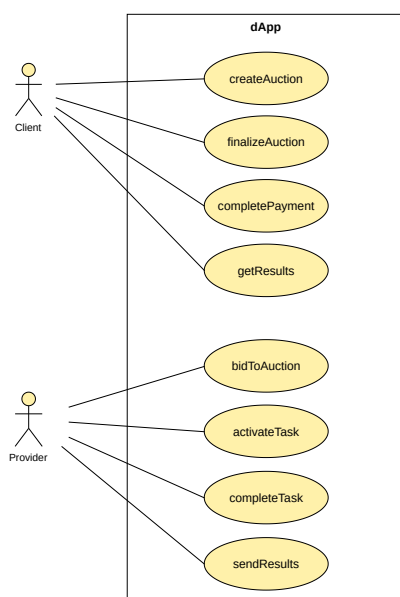 dApp
createAuction
Client
finalizeAuction
completePayment
getResults
bidToAuction
activateTask
Provider
completeTask
sendResults